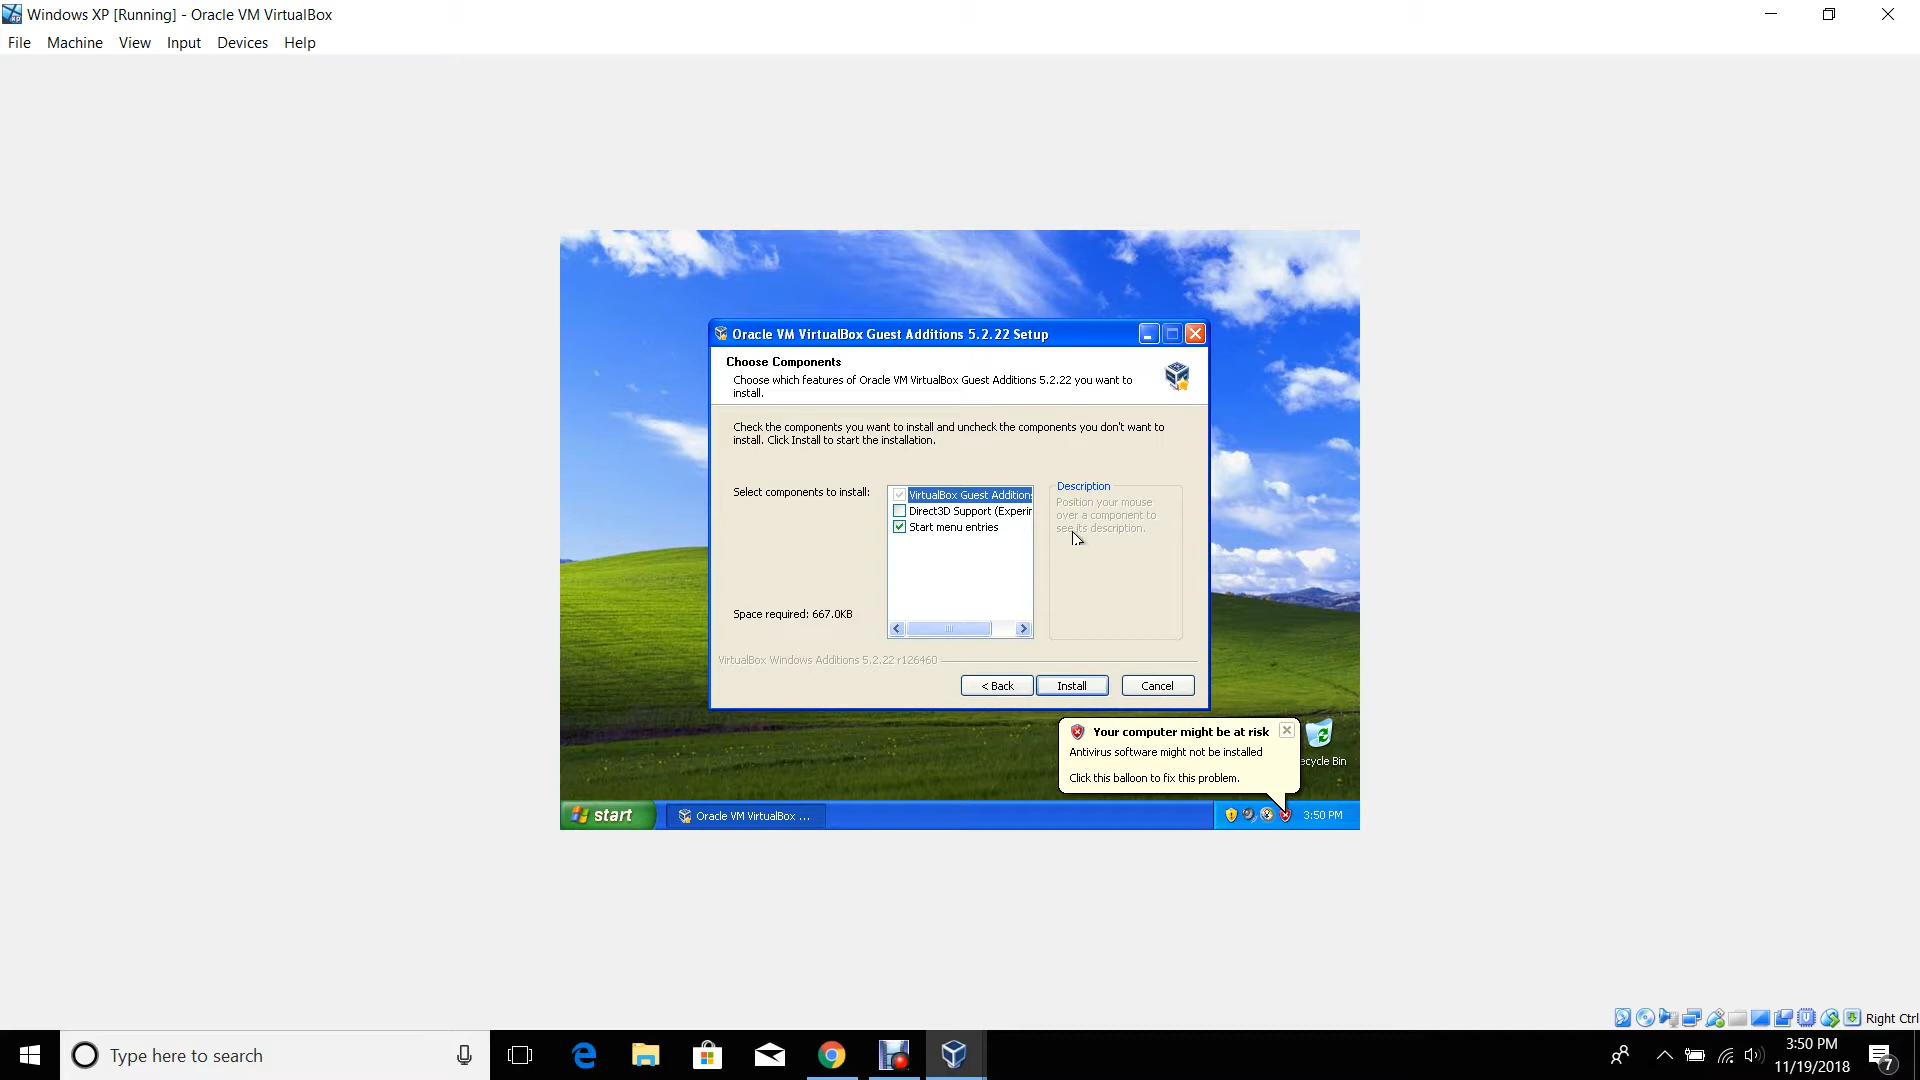 Windows XP [Running] - Oracle VM VirtualBox
File Machine View Input Devices Help
Oracle VM VirtualBox Guest Additions 5.2.22 Setup
Choose Components
Choose which features of Oracle VM VirtualBox Guest Additions 5.2.22 you want to
install.
Check the components you want to install and uncheck the components you don't want to
install. Click Install to start the installation.
Select components to install:
VirtualBox Guest Addition
Direct3D Support (Experi
Start menu entries
Description
Position your mouse
over a component to
see its description.
Space required: 667.0KB
VirtualBox Windows Additions 5.2.22 r126460
< Back Install Cancel
Your computer might be at risk
Antivirus software might not be installed
Click this balloon to fix this problem.
ecycle Bin
start
Oracle VM VirtualBox ...
3:50 PM
Right Ctrl
Type here to search
3:50 PM
11/19/2018
7